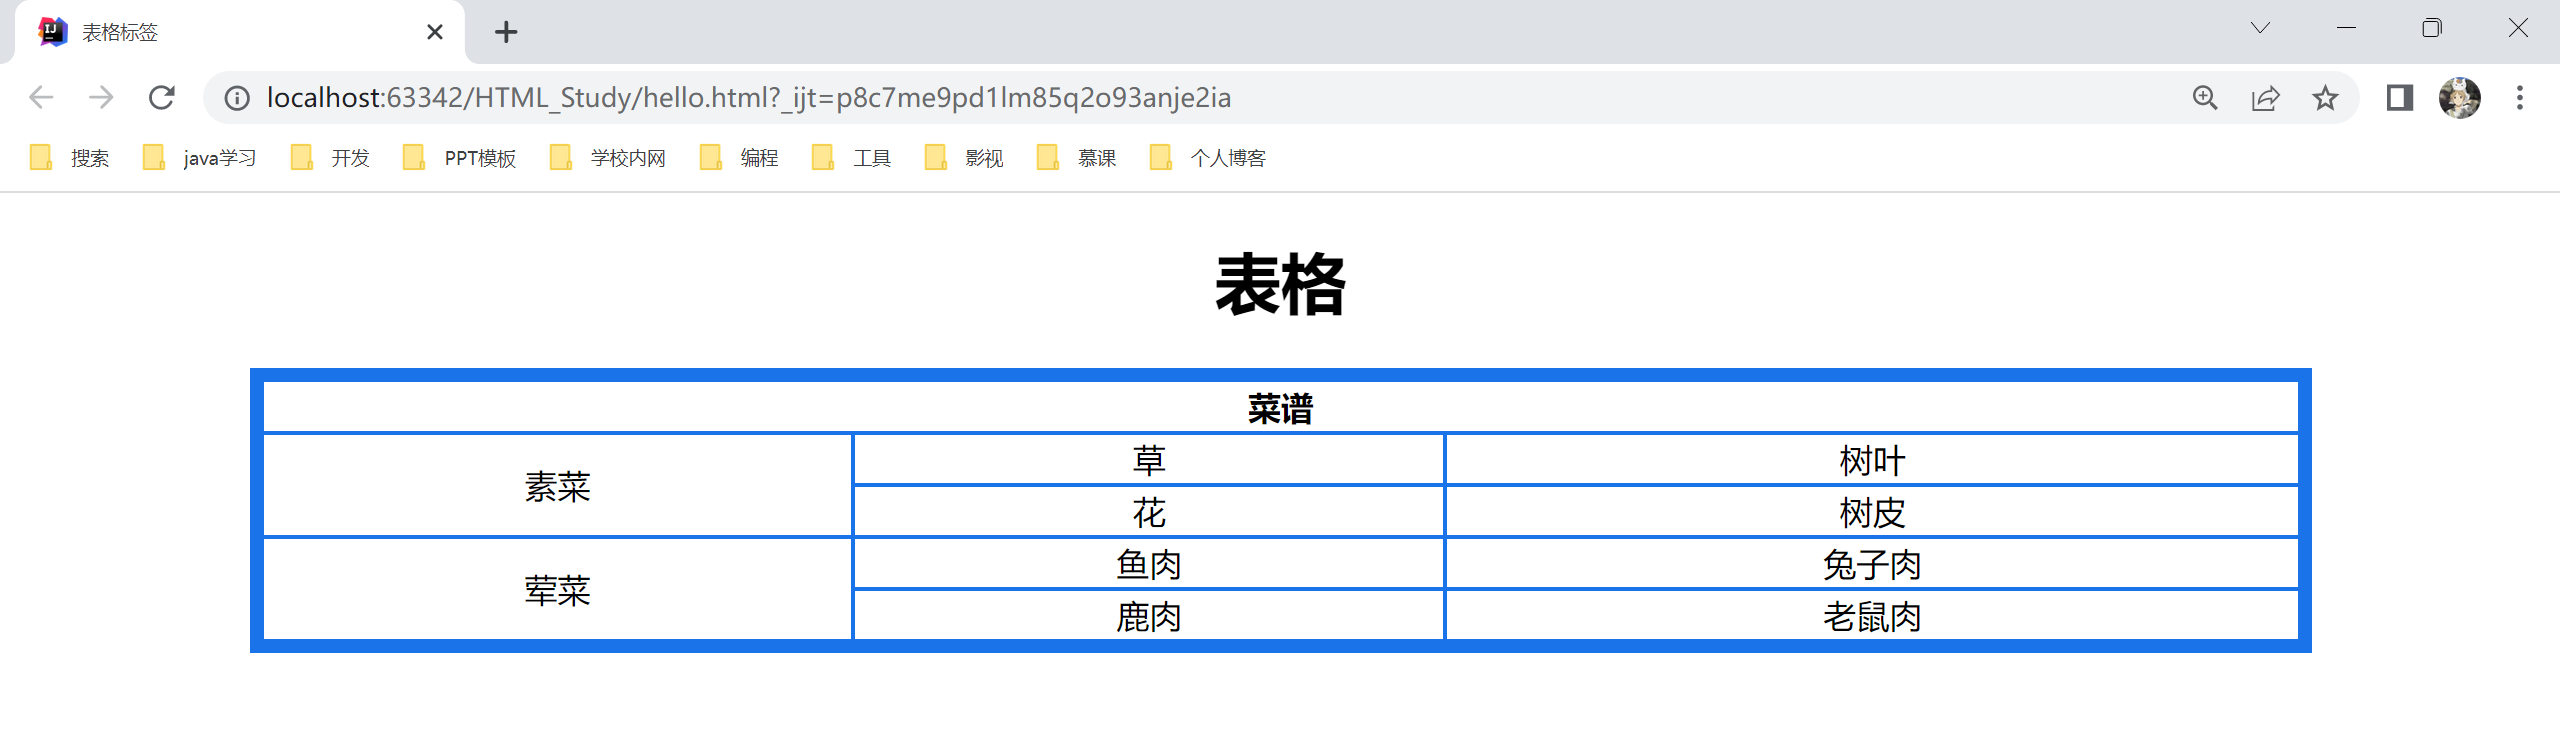 表格标签
localhost:63342/HTML_Study/hello.html?_ijt=p8c7me9pd1lm85q2o93anje2ia
搜索 java学习 开发 PPT模板 学校内网 编程 工具 影视 慕课 个人博客
表格
菜谱
素菜 草 树叶
花 树皮
荤菜 鱼肉 兔子肉
鹿肉 老鼠肉